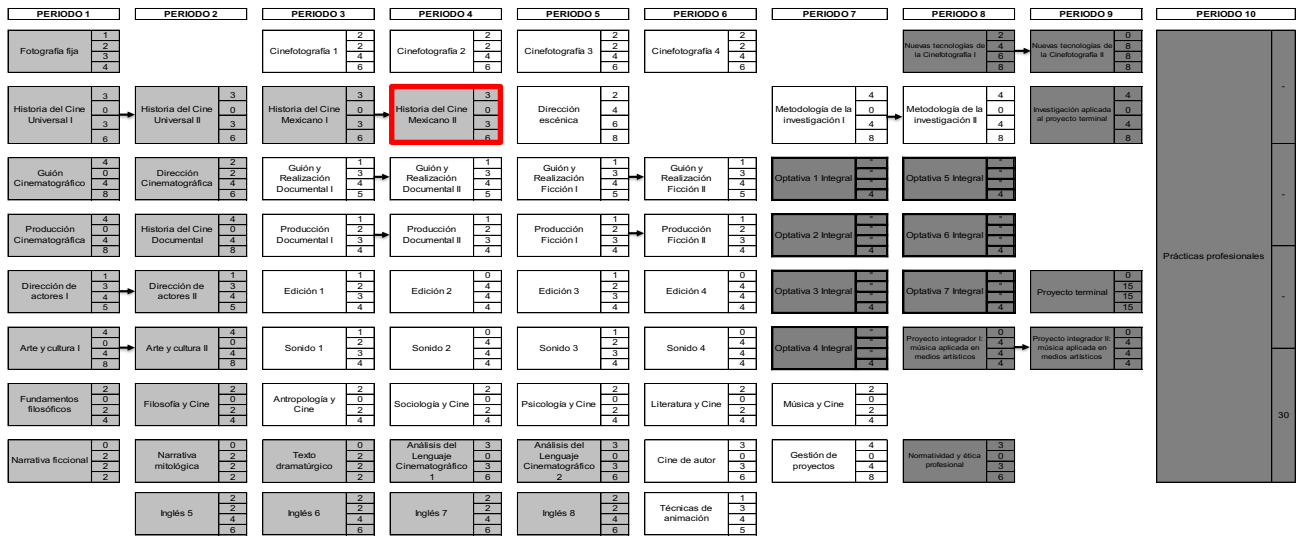 PERIODO 1 PERIODO 2 PERIODO 3 PERIODO 4 PERIODO 5 PERIODO 6 PERIODO 7 PERIODO 8 PERIODO 9 PERIODO 10
Fotografía fija
1
2
3
4
Cinefotografía 1
2
2
4
6
Cinefotografía 2
2
2
4
6
Cinefotografía 3
2
2
4
6
Cinefotografía 4
2
2
4
6
Nuevas tecnologías de
la Cinefotografía I
2
4
6
8
Nuevas tecnologías de
la Cinefotografía II
0
8
8
8
Historia del Cine
Universal I
3
0
3
6
Historia del Cine
Universal II
3
0
3
6
Historia del Cine
Mexicano I
3
0
3
6
Historia del Cine
Mexicano II
3
0
3
6
Dirección
escénica
2
4
6
8
Metodología de la
investigación I
4
0
4
8
Metodología de la
investigación II
4
0
4
8
Investigación aplicada
al proyecto terminal
4
0
4
8
Guión
Cinematográfico
4
0
4
8
Dirección
Cinematográfica
2
2
4
6
Guión y
Realización
Documental I
1
3
4
5
Guión y
Realización
Documental II
1
3
4
5
Guión y
Realización
Ficción I
1
3
4
5
Guión y
Realización
Ficción II
1
3
4
5
Optativa 1 Integral
*
*
*
4
Optativa 5 Integral
*
*
*
4
Producción
Cinematográfica
4
0
4
8
Historia del Cine
Documental
4
0
4
8
Producción
Documental I
1
2
3
4
Producción
Documental II
1
2
3
4
Producción
Ficción I
1
2
3
4
Producción
Ficción II
1
2
3
4
Optativa 2 Integral
*
*
*
4
Optativa 6 Integral
*
*
*
4
Dirección de
actores I
1
3
4
5
Dirección de
actores II
1
3
4
5
Edición 1
1
2
3
4
Edición 2
0
4
4
4
Edición 3
1
2
3
4
Edición 4
0
4
4
4
Optativa 3 Integral
*
*
*
4
Optativa 7 Integral
*
*
*
4
Proyecto terminal
0
15
15
15
Arte y cultura I
4
0
4
8
Arte y cultura II
4
0
4
8
Sonido 1
1
2
3
4
Sonido 2
0
4
4
4
Sonido 3
1
2
3
4
Sonido 4
0
4
4
4
Optativa 4 Integral
*
*
*
4
Proyecto integrador I:
música aplicada en
medios artísticos
0
4
4
4
Proyecto integrador II:
música aplicada en
medios artísticos
0
4
4
4
Fundamentos
filosóficos
2
0
2
4
Filosofía y Cine
2
0
2
4
Antropología y
Cine
2
0
2
4
Sociología y Cine
2
0
2
4
Psicología y Cine
2
0
2
4
Literatura y Cine
2
0
2
4
Música y Cine
2
0
2
4
Narrativa ficcional
0
2
2
2
Narrativa
mitológica
0
2
2
2
Texto
dramatúrgico
0
2
2
2
Análisis del
Lenguaje
Cinematográfico
1
3
0
3
6
Análisis del
Lenguaje
Cinematográfico
2
3
0
3
6
Cine de autor
3
0
3
6
Gestión de
proyectos
4
0
4
8
Normatividad y ética
profesional
3
0
3
6
Inglés 5
2
2
4
6
Inglés 6
2
2
4
6
Inglés 7
2
2
4
6
Inglés 8
2
2
4
6
Técnicas de
animación
1
3
4
5
Prácticas profesionales
-
-
-
30